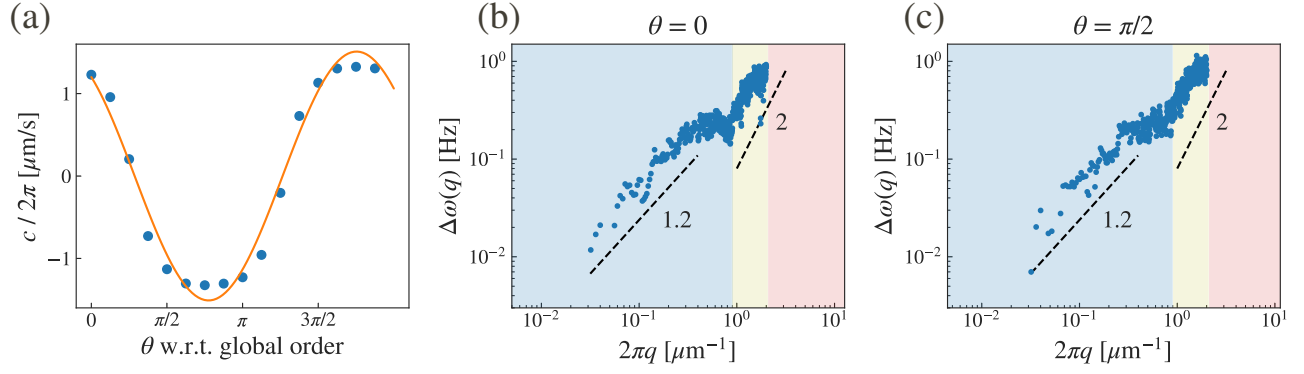 (a)
1
0
−1
c / 2π [μm/s]
0
π/2
π
3π/2
θ w.r.t. global order
(b)
θ = 0
10⁰
10⁻¹
10⁻²
Δω(q) [Hz]
1.2
2
10⁻²
10⁻¹
10⁰
10¹
2πq [μm⁻¹]
(c)
θ = π/2
10⁰
10⁻¹
10⁻²
Δω(q) [Hz]
1.2
2
10⁻²
10⁻¹
10⁰
10¹
2πq [μm⁻¹]